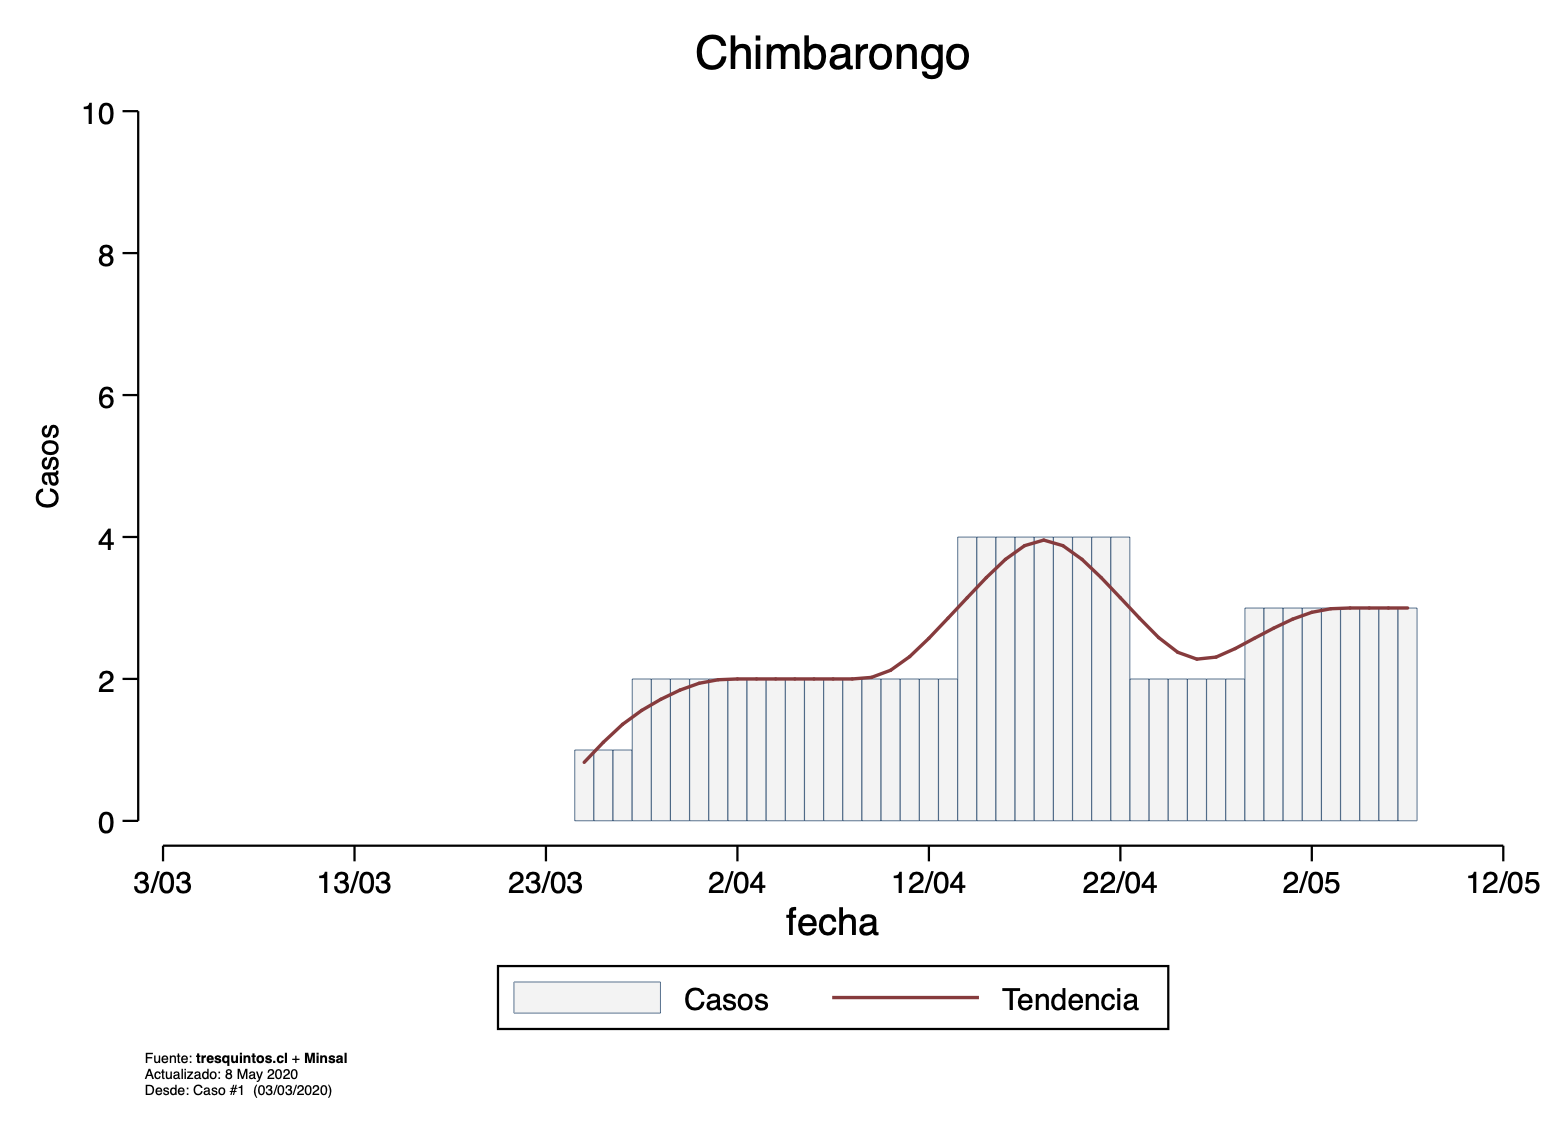 Chimbarongo
10
8
6
4
2
0
Casos
3/03 13/03 23/03 2/04 12/04 22/04 2/05 12/05
fecha
Casos Tendencia
Fuente: tresquintos.cl + Minsal
Actualizado: 8 May 2020
Desde: Caso #1 (03/03/2020)